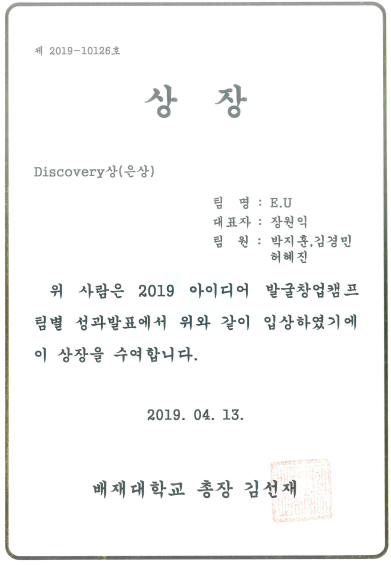 제 2019-10126호
상 장
Discovery상(은상)
팀 명 : E.U
대표자 : 장원익
팀 원 : 박지훈,김경민
허혜진
위 사람은 2019 아이디어 발굴창업캠프
팀별 성과발표에서 위와 같이 입상하였기에
이 상장을 수여합니다.
2019. 04. 13.
배재대학교 총장 김선재